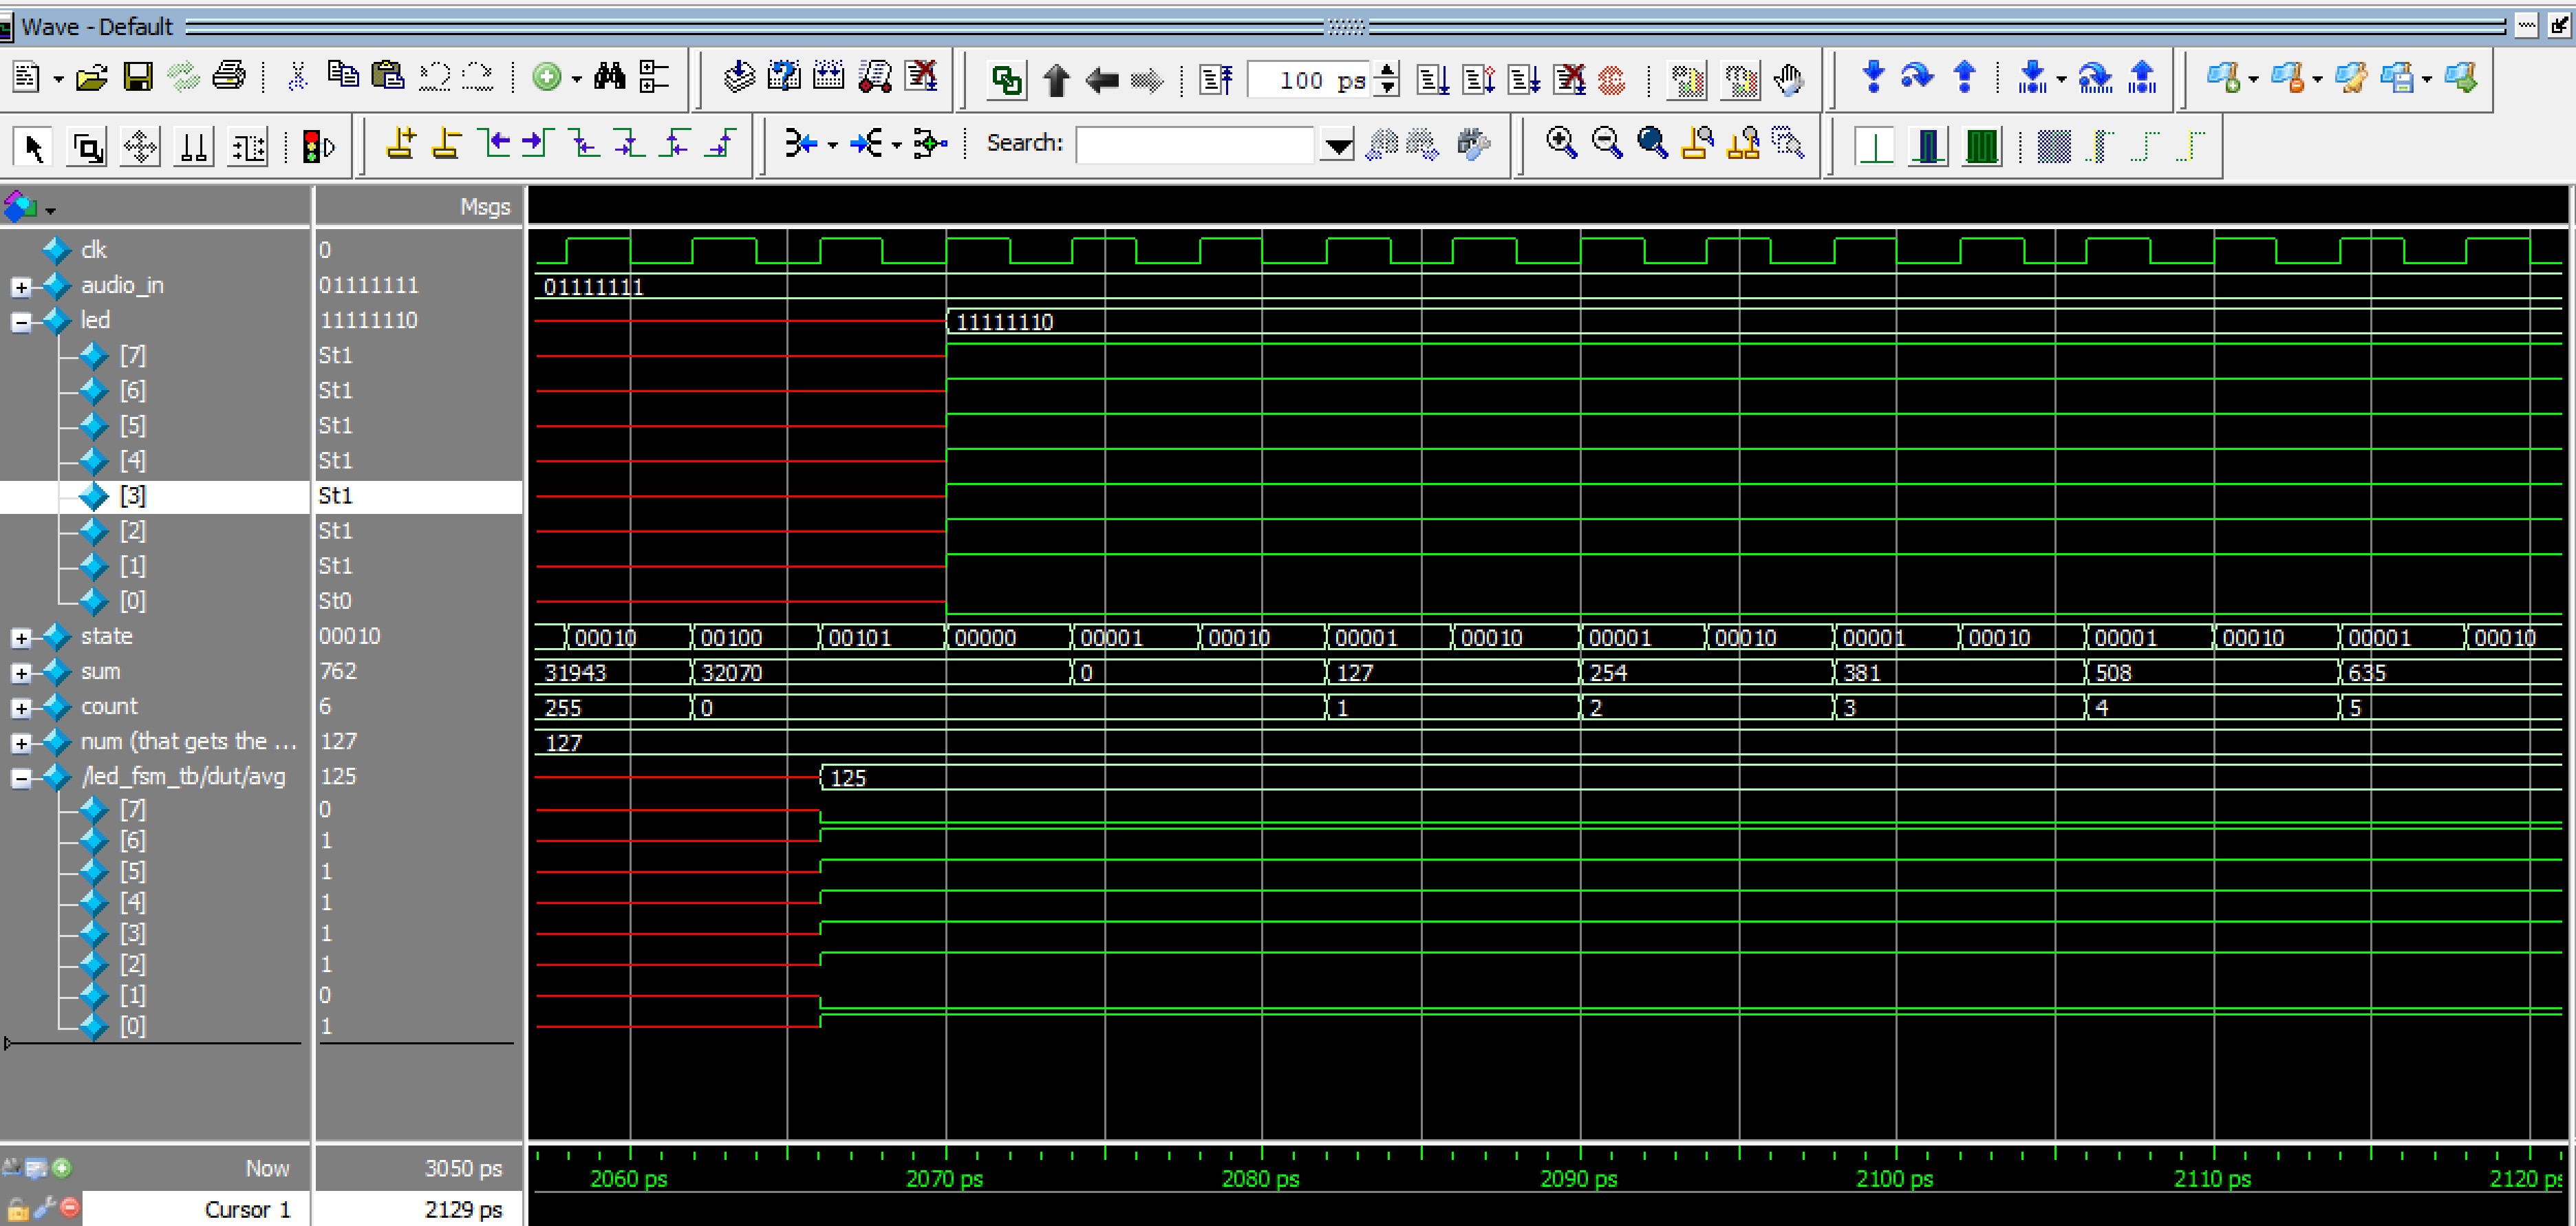 Wave - Default
100 ps
Search:
Msgs
clk 0
audio_in 01111111 01111111
led 11111110 11111110
[7] St1
[6] St1
[5] St1
[4] St1
[3] St1
[2] St1
[1] St1
[0] St0
state 00010 00010 00100 00101 00000 00001 00010 00001 00010 00001 00010 00001 00010 00001 00010 00001 00010
sum 762 31943 32070 0 127 254 381 508 635
count 6 255 0 1 2 3 4 5
num (that gets the ... 127 127
/led_fsm_tb/dut/avg 125 125
[7] 0
[6] 1
[5] 1
[4] 1
[3] 1
[2] 1
[1] 0
[0] 1
Now 3050 ps 2060 ps 2070 ps 2080 ps 2090 ps 2100 ps 2110 ps 2120 ps
Cursor 1 2129 ps